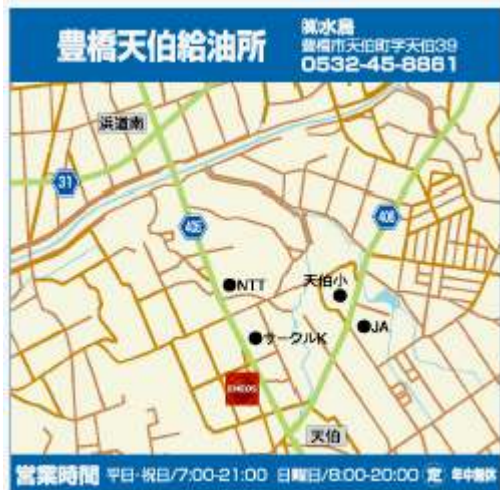 豊橋天伯給油所
㈱水島
豊橋市天伯町字天伯39
0532-45-8861
浜道南
31
405
406
NTT
天伯小
JA
サークルK
ENEOS
天伯
営業時間 平日・祝日/7:00-21:00 日曜日/8:00-20:00 定 年中無休